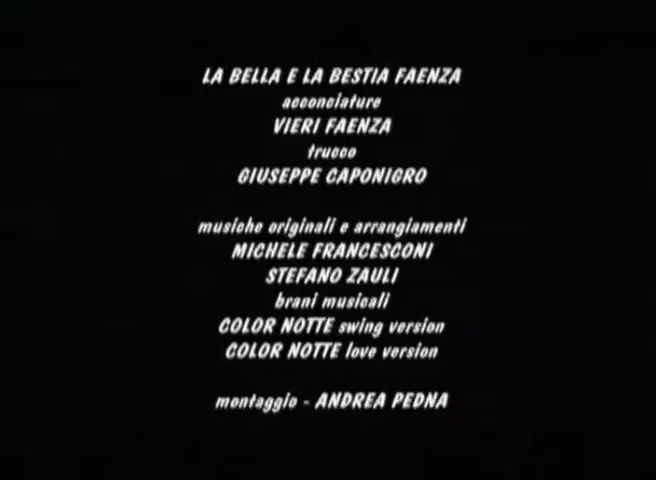 LA BELLA E LA BESTIA FAENZA
acconciature
VIERI FAENZA
trucco
GIUSEPPE CAPONIGRO
musiche originali e arrangiamenti
MICHELE FRANCESCONI
STEFANO ZAULI
brani musicali
COLOR NOTTE swing version
COLOR NOTTE love version
montaggio - ANDREA PEDNA